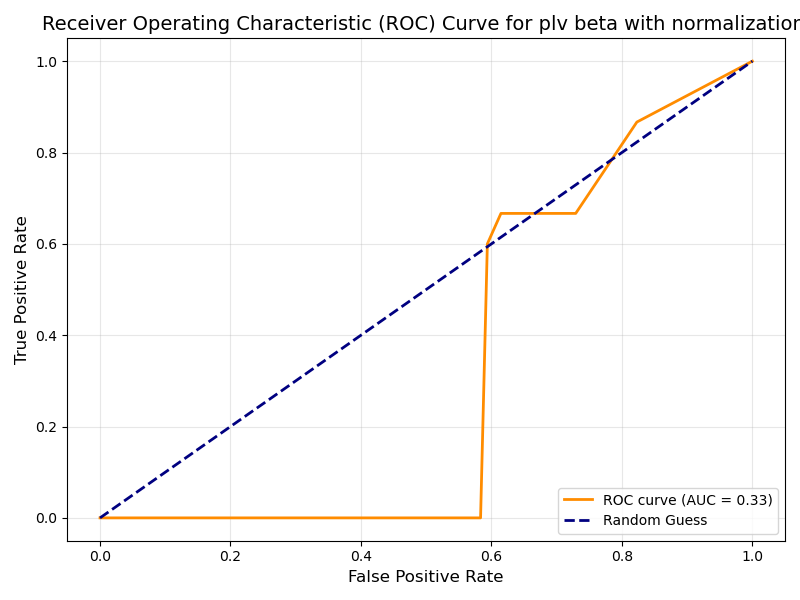 Receiver Operating Characteristic (ROC) Curve for plv beta with normalization
True Positive Rate
1.0
0.8
0.6
0.4
0.2
0.0
ROC curve (AUC = 0.33)
Random Guess
0.0 0.2 0.4 0.6 0.8 1.0
False Positive Rate